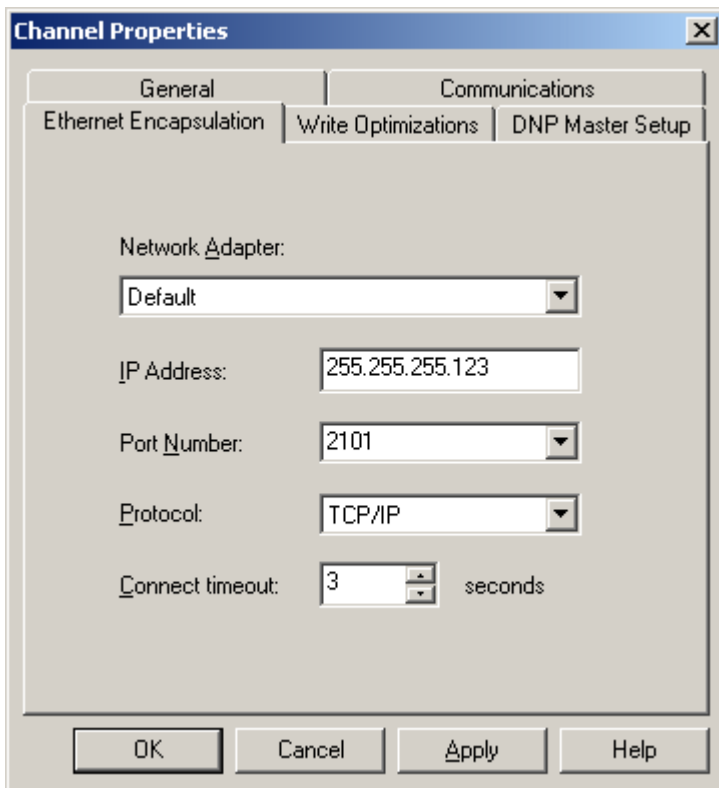 Channel Properties
General Communications
Ethernet Encapsulation Write Optimizations DNP Master Setup
Network Adapter:
Default
IP Address: 255.255.255.123
Port Number: 2101
Protocol: TCP/IP
Connect timeout: 3 seconds
OK Cancel Apply Help